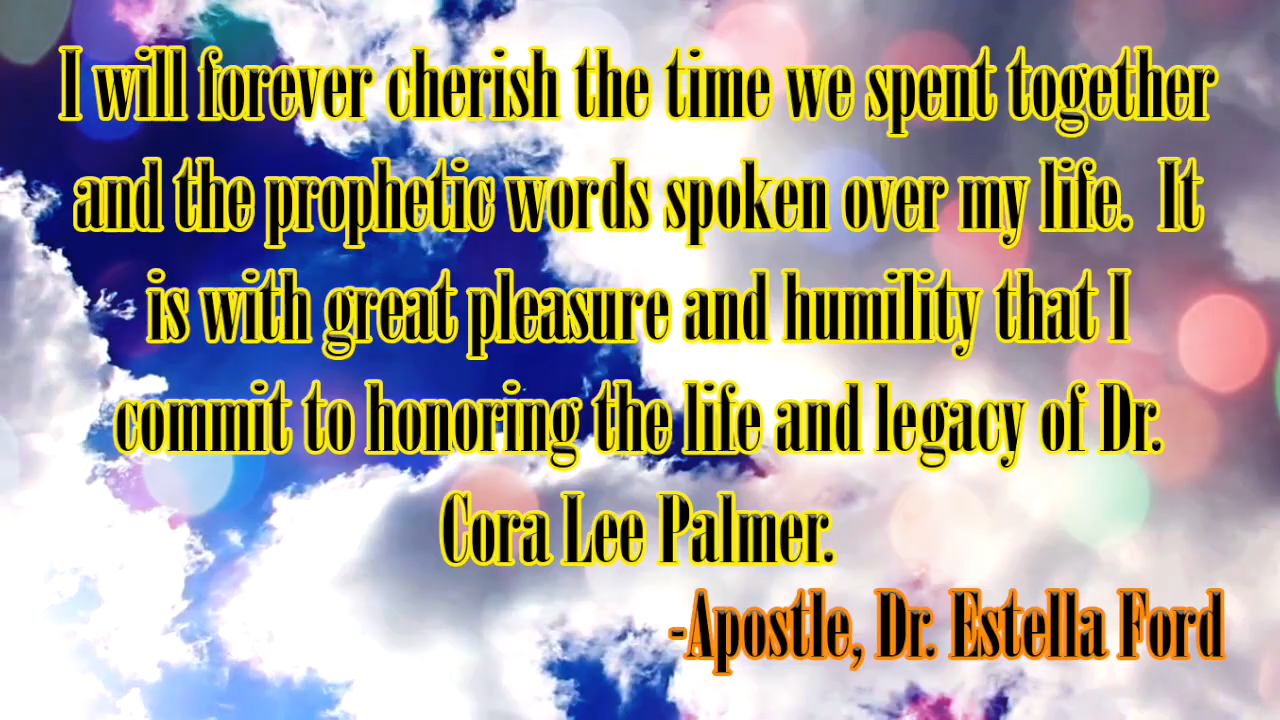 I will forever cherish the time we spent together
and the prophetic words spoken over my life.  It
is with great pleasure and humility that I
commit to honoring the life and legacy of Dr.
Cora Lee Palmer.
-Apostle, Dr. Estella Ford